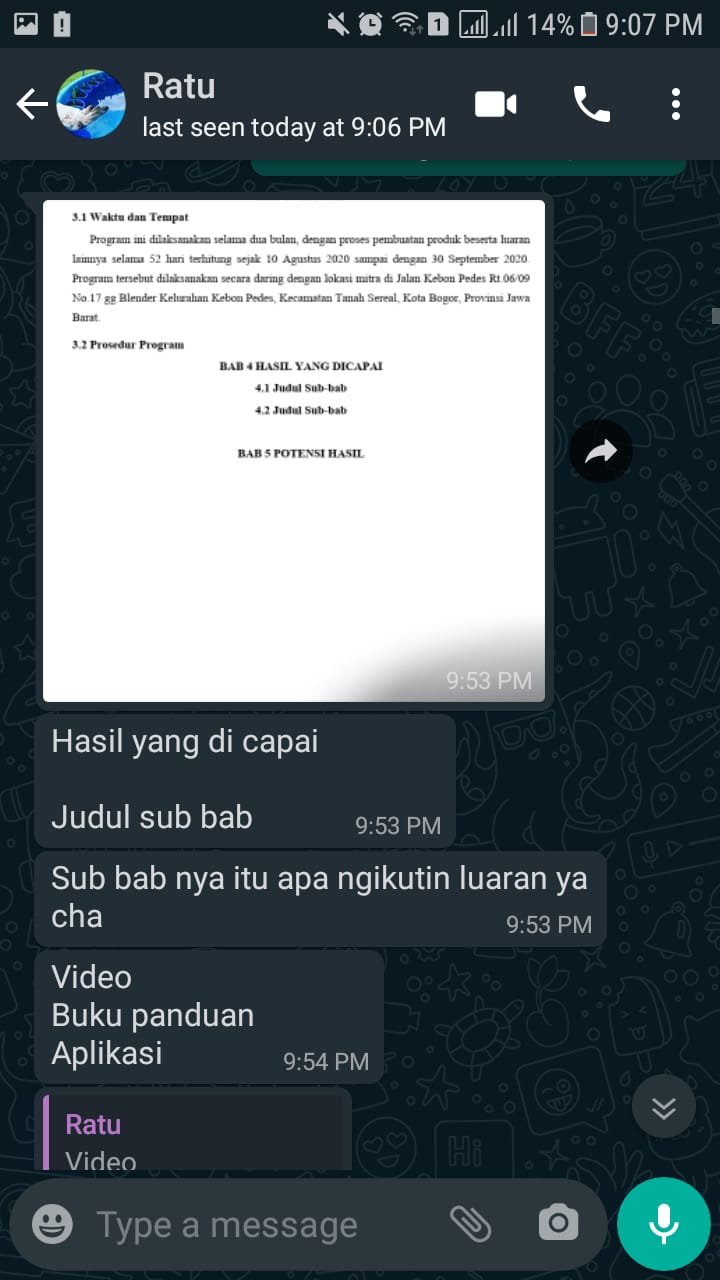 1 14% 9:07 PM
Ratu
last seen today at 9:06 PM
3.1 Waktu dan Tempat
Program ini dilaksanakan selama dua bulan, dengan proses pembuatan produk beserta luaran
lainnya selama 52 hari terhitung sejak 10 Agustus 2020 sampai dengan 30 September 2020.
Program tersebut dilaksanakan secara daring dengan lokasi mitra di Jalan Kebon Pedes Rt.06/09
No.17 gg Blender Kelurahan Kebon Pedes, Kecamatan Tanah Sereal, Kota Bogor, Provinsi Jawa
Barat.
3.2 Prosedur Program
BAB 4 HASIL YANG DICAPAI
4.1 Judul Sub-bab
4.2 Judul Sub-bab
BAB 5 POTENSI HASIL
9:53 PM
Hasil yang di capai
Judul sub bab 9:53 PM
Sub bab nya itu apa ngikutin luaran ya
cha 9:53 PM
Video
Buku panduan
Aplikasi 9:54 PM
Ratu
Video
Type a message